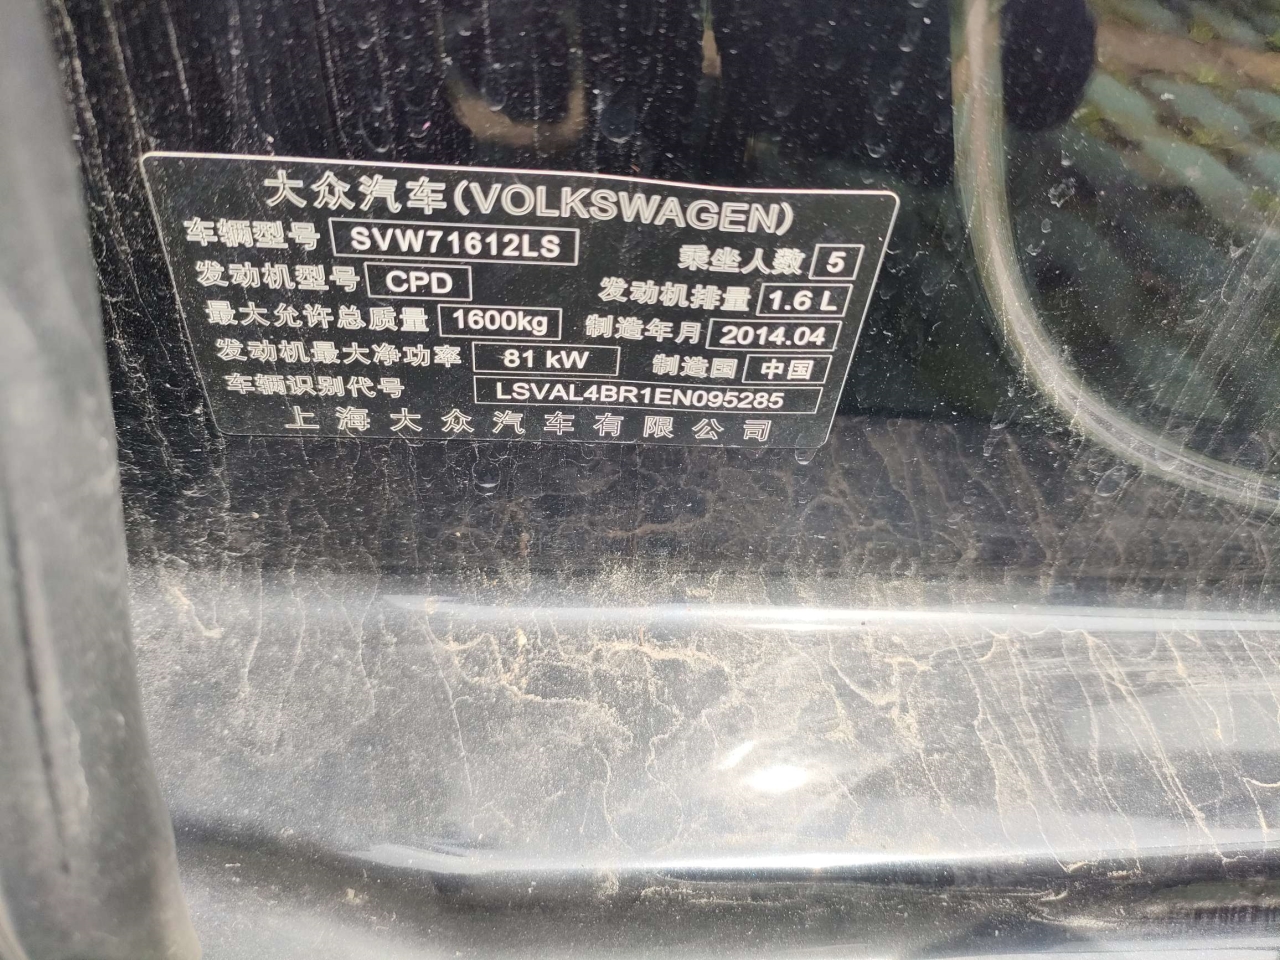 大众汽车(VOLKSWAGEN)
车辆型号 SVW71612LS 乘坐人数 5
发动机型号 CPD 发动机排量 1.6 L
最大允许总质量 1600kg 制造年月 2014.04
发动机最大净功率 81 kW 制造国 中国
车辆识别代号 LSVAL4BR1EN095285
上海大众汽车有限公司